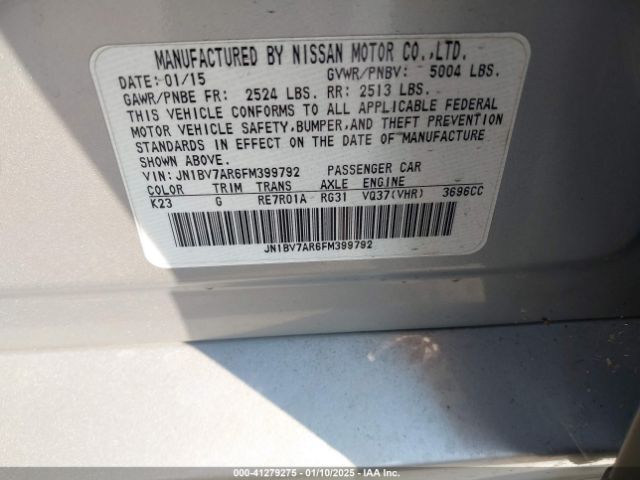 MANUFACTURED BY NISSAN MOTOR CO.,LTD.
DATE: 01/15 GVWR/PNBV: 5004 LBS.
GAWR/PNBE FR: 2524 LBS. RR: 2513 LBS.
THIS VEHICLE CONFORMS TO ALL APPLICABLE FEDERAL
MOTOR VEHICLE SAFETY,BUMPER,AND THEFT PREVENTION
STANDARDS IN EFFECT ON THE DATE OF MANUFACTURE
SHOWN ABOVE.
VIN: JN1BV7AR6FM399792 PASSENGER CAR
COLOR TRIM TRANS AXLE ENGINE
K23 G RE7R01A RG31 VQ37(VHR) 3696CC
JN1BV7AR6FM399792
000-41279275 - 01/10/2025 - IAA Inc.